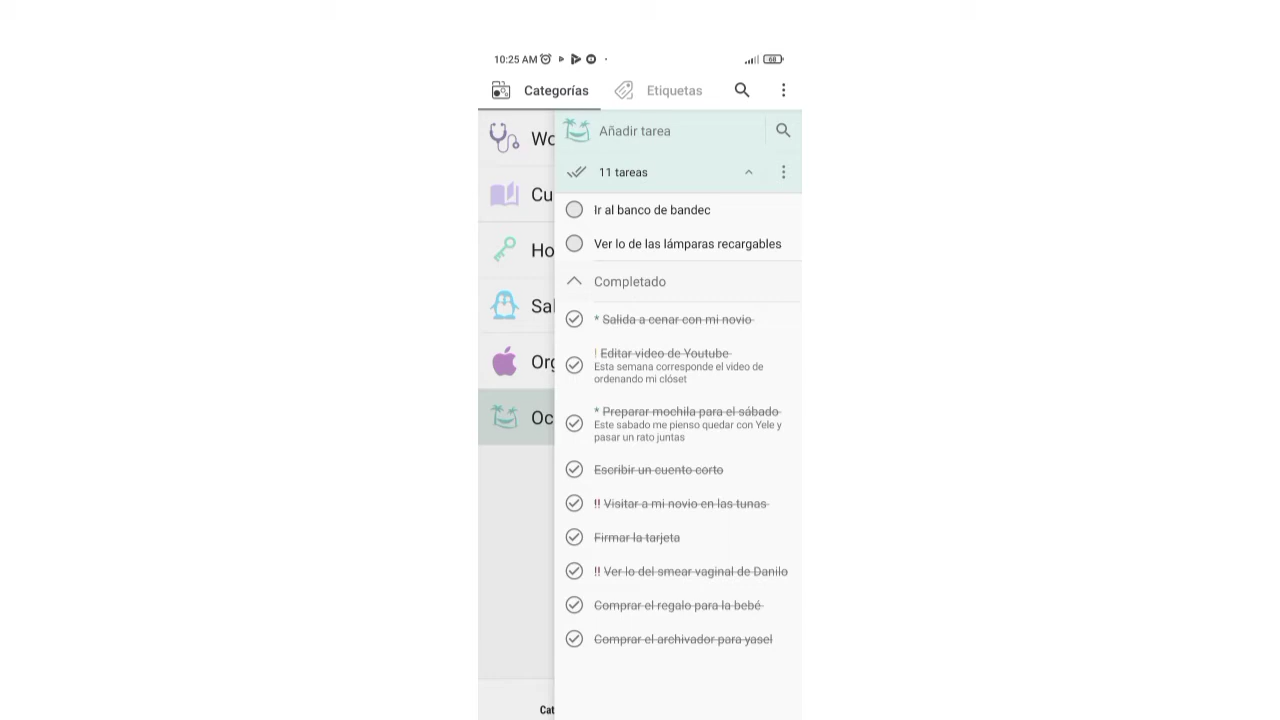 10:25 AM
68
Categorías
Etiquetas
Wo
Cu
Ho
Sal
Org
Oc
Cat
Añadir tarea
11 tareas
Ir al banco de bandec
Ver lo de las lámparas recargables
Completado
* Salida a cenar con mi novio
! Editar video de Youtube
Esta semana corresponde el video de
ordenando mi clóset
* Preparar mochila para el sábado
Este sabado me pienso quedar con Yele y
pasar un rato juntas
Escribir un cuento corto
!! Visitar a mi novio en las tunas
Firmar la tarjeta
!! Ver lo del smear vaginal de Danilo
Comprar el regalo para la bebé
Comprar el archivador para yasel